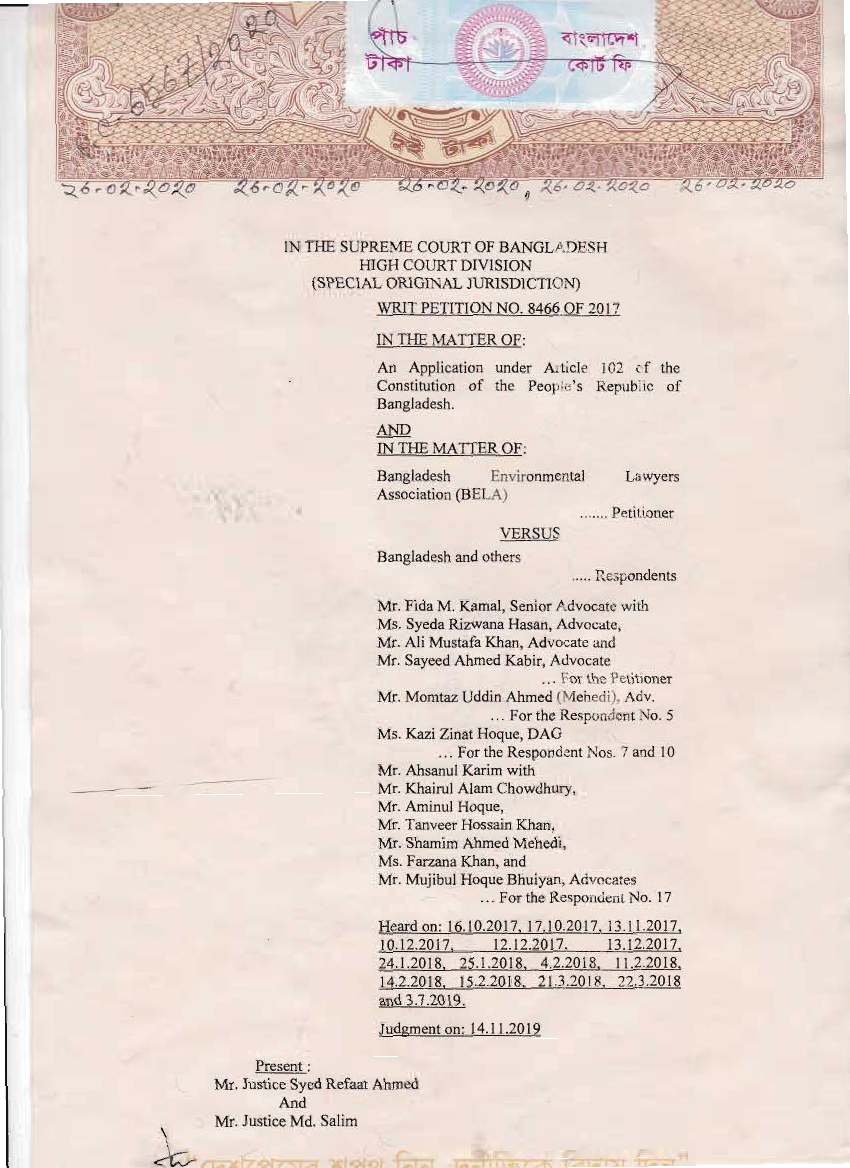 পাঁচ
টাকা
বাংলাদেশ
কোর্ট ফি
দুই টাকা
26-02-2020 26-02-2020 26-02-2020, 26-02-2020 26-02-2020
IN THE SUPREME COURT OF BANGLADESH
HIGH COURT DIVISION
(SPECIAL ORIGINAL JURISDICTION)
WRIT PETITION NO. 8466 OF 2017
IN THE MATTER OF:
An Application under Article 102 of the
Constitution of the People's Republic of
Bangladesh.
AND
IN THE MATTER OF:
Bangladesh Environmental Lawyers
Association (BELA)
....... Petitioner
VERSUS
Bangladesh and others
..... Respondents
Mr. Fida M. Kamal, Senior Advocate with
Ms. Syeda Rizwana Hasan, Advocate,
Mr. Ali Mustafa Khan, Advocate and
Mr. Sayeed Ahmed Kabir, Advocate
... For the Petitioner
Mr. Momtaz Uddin Ahmed (Mehedi), Adv.
... For the Respondent No. 5
Ms. Kazi Zinat Hoque, DAG
... For the Respondent Nos. 7 and 10
Mr. Ahsanul Karim with
Mr. Khairul Alam Chowdhury,
Mr. Aminul Hoque,
Mr. Tanveer Hossain Khan,
Mr. Shamim Ahmed Mehedi,
Ms. Farzana Khan, and
Mr. Mujibul Hoque Bhuiyan, Advocates
... For the Respondent No. 17
Heard on: 16.10.2017, 17.10.2017, 13.11.2017,
10.12.2017, 12.12.2017. 13.12.2017,
24.1.2018, 25.1.2018, 4.2.2018, 11.2.2018,
14.2.2018, 15.2.2018, 21.3.2018, 22.3.2018
and 3.7.2019.
Judgment on: 14.11.2019
Present :
Mr. Justice Syed Refaat Ahmed
And
Mr. Justice Md. Salim